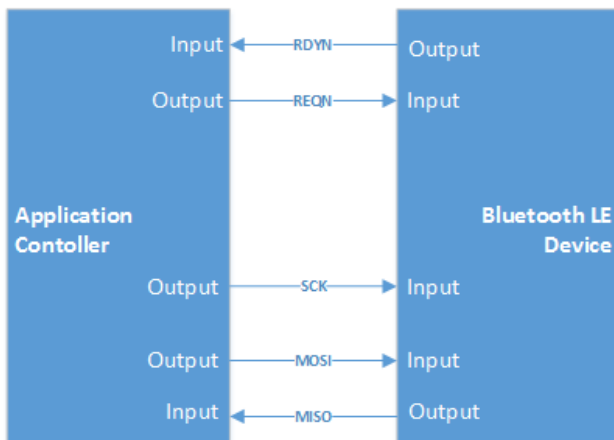 Input RDYN Output
Output REQN Input
Application
Contoller
Bluetooth LE
Device
Output SCK Input
Output MOSI Input
Input MISO Output